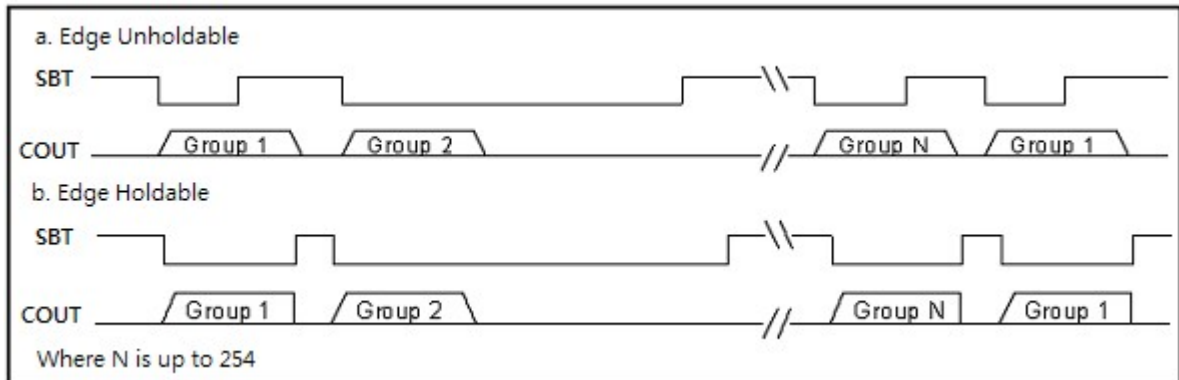 a. Edge Unholdable
SBT
COUT Group 1 Group 2 Group N Group 1
b. Edge Holdable
SBT
COUT Group 1 Group 2 Group N Group 1
Where N is up to 254